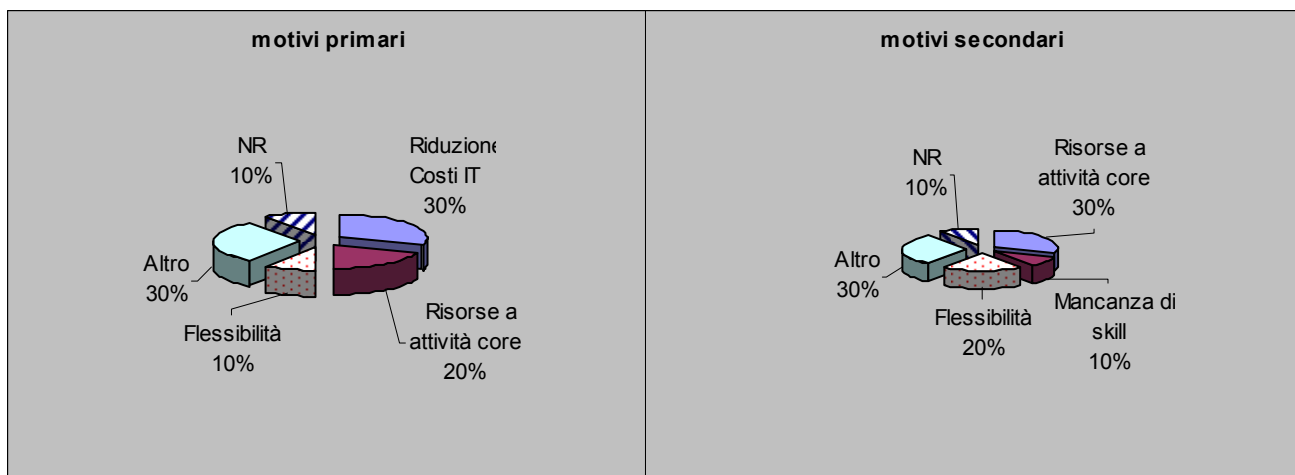 motivi primari
NR
10%
Riduzione
Costi IT
30%
Altro
30%
Flessibilità
10%
Risorse a
attività core
20%
motivi secondari
NR
10%
Risorse a
attività core
30%
Altro
30%
Flessibilità
20%
Mancanza di
skill
10%